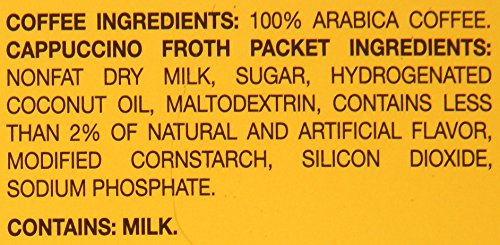 COFFEE INGREDIENTS: 100% ARABICA COFFEE.
CAPPUCCINO FROTH PACKET INGREDIENTS:
NONFAT DRY MILK, SUGAR, HYDROGENATED
COCONUT OIL, MALTODEXTRIN, CONTAINS LESS
THAN 2% OF NATURAL AND ARTIFICIAL FLAVOR,
MODIFIED CORNSTARCH, SILICON DIOXIDE,
SODIUM PHOSPHATE.
CONTAINS: MILK.